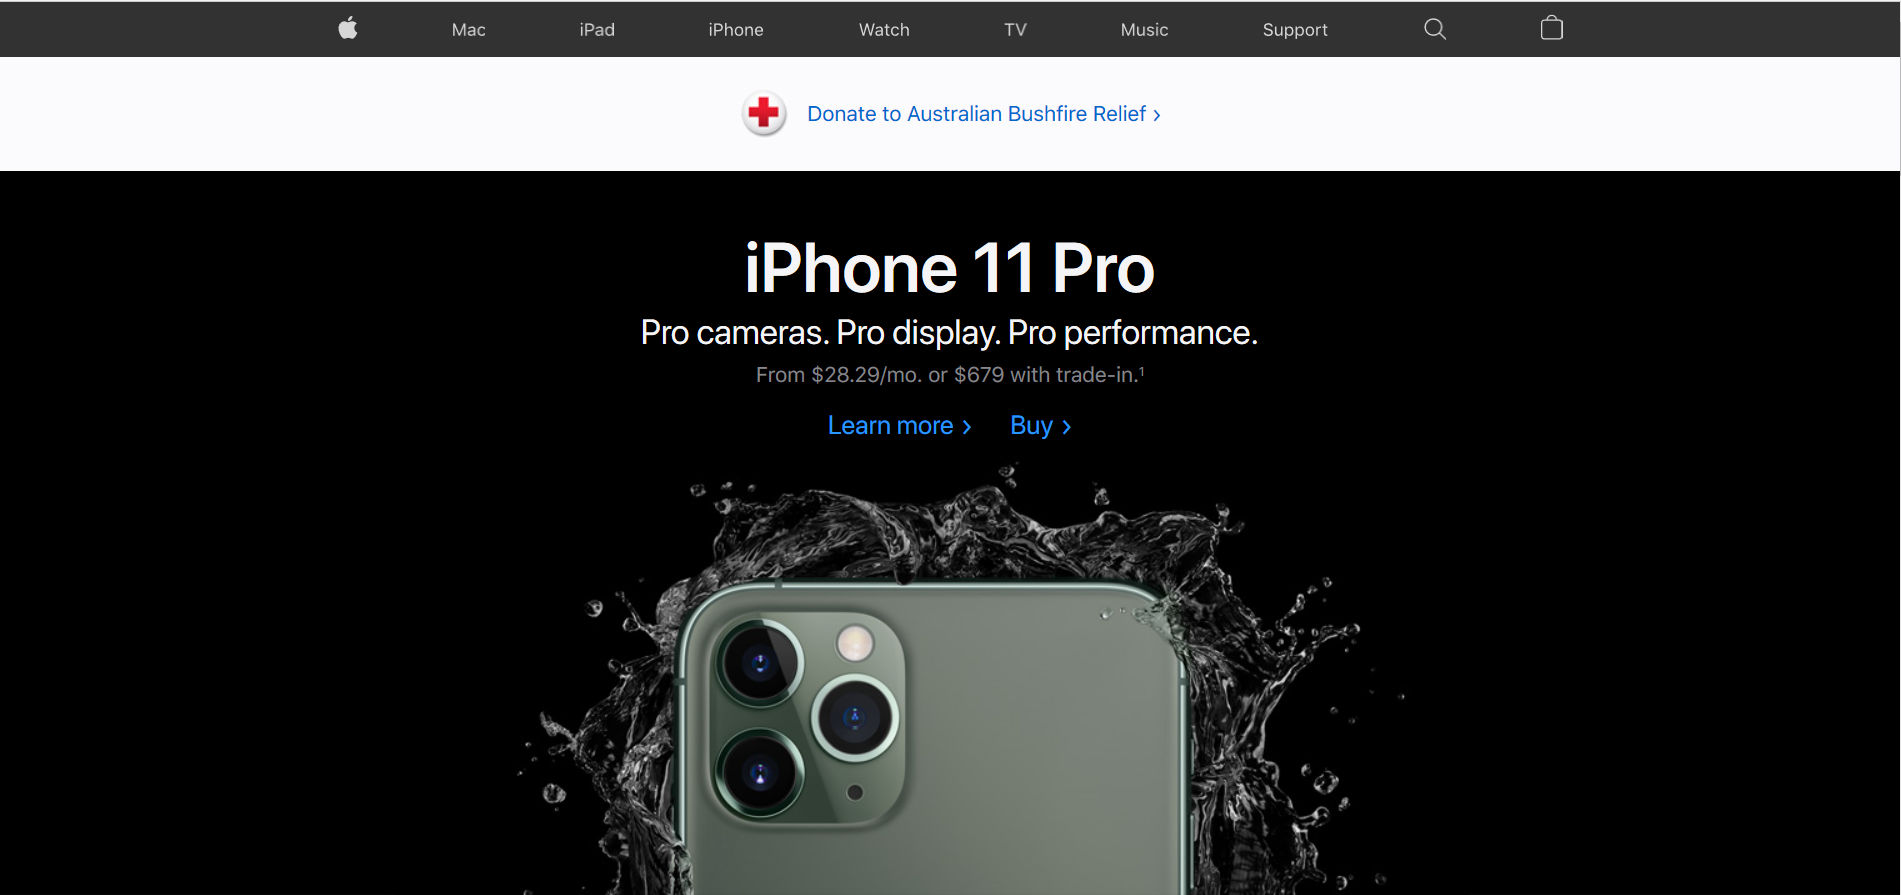 Mac iPad iPhone Watch TV Music Support
Donate to Australian Bushfire Relief ›
iPhone 11 Pro
Pro cameras. Pro display. Pro performance.
From $28.29/mo. or $679 with trade-in.¹
Learn more › Buy ›